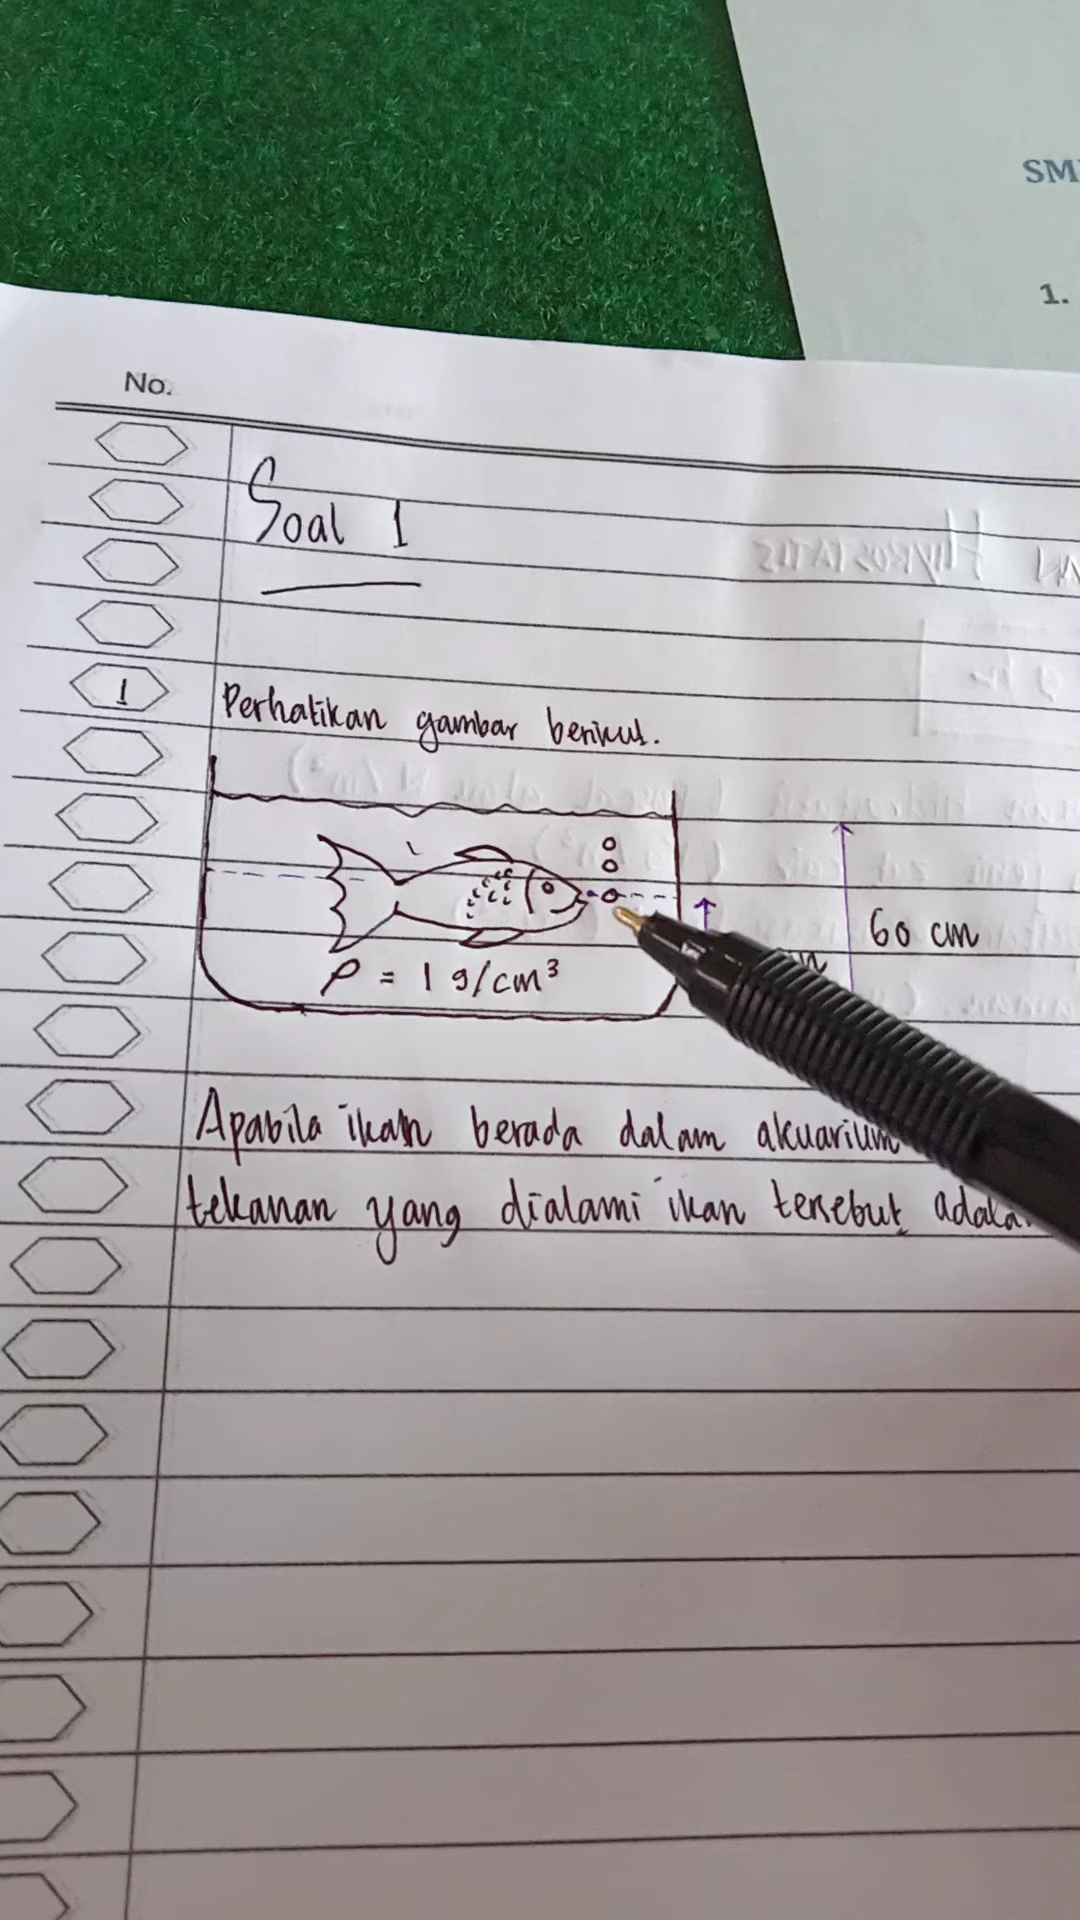 SM
1.
No.
Soal 1
1
Perhatikan gambar berikut.
60 cm
ρ = 1 g/cm³
Apabila ikan berada dalam akuarium
tekanan yang dialami ikan tersebut